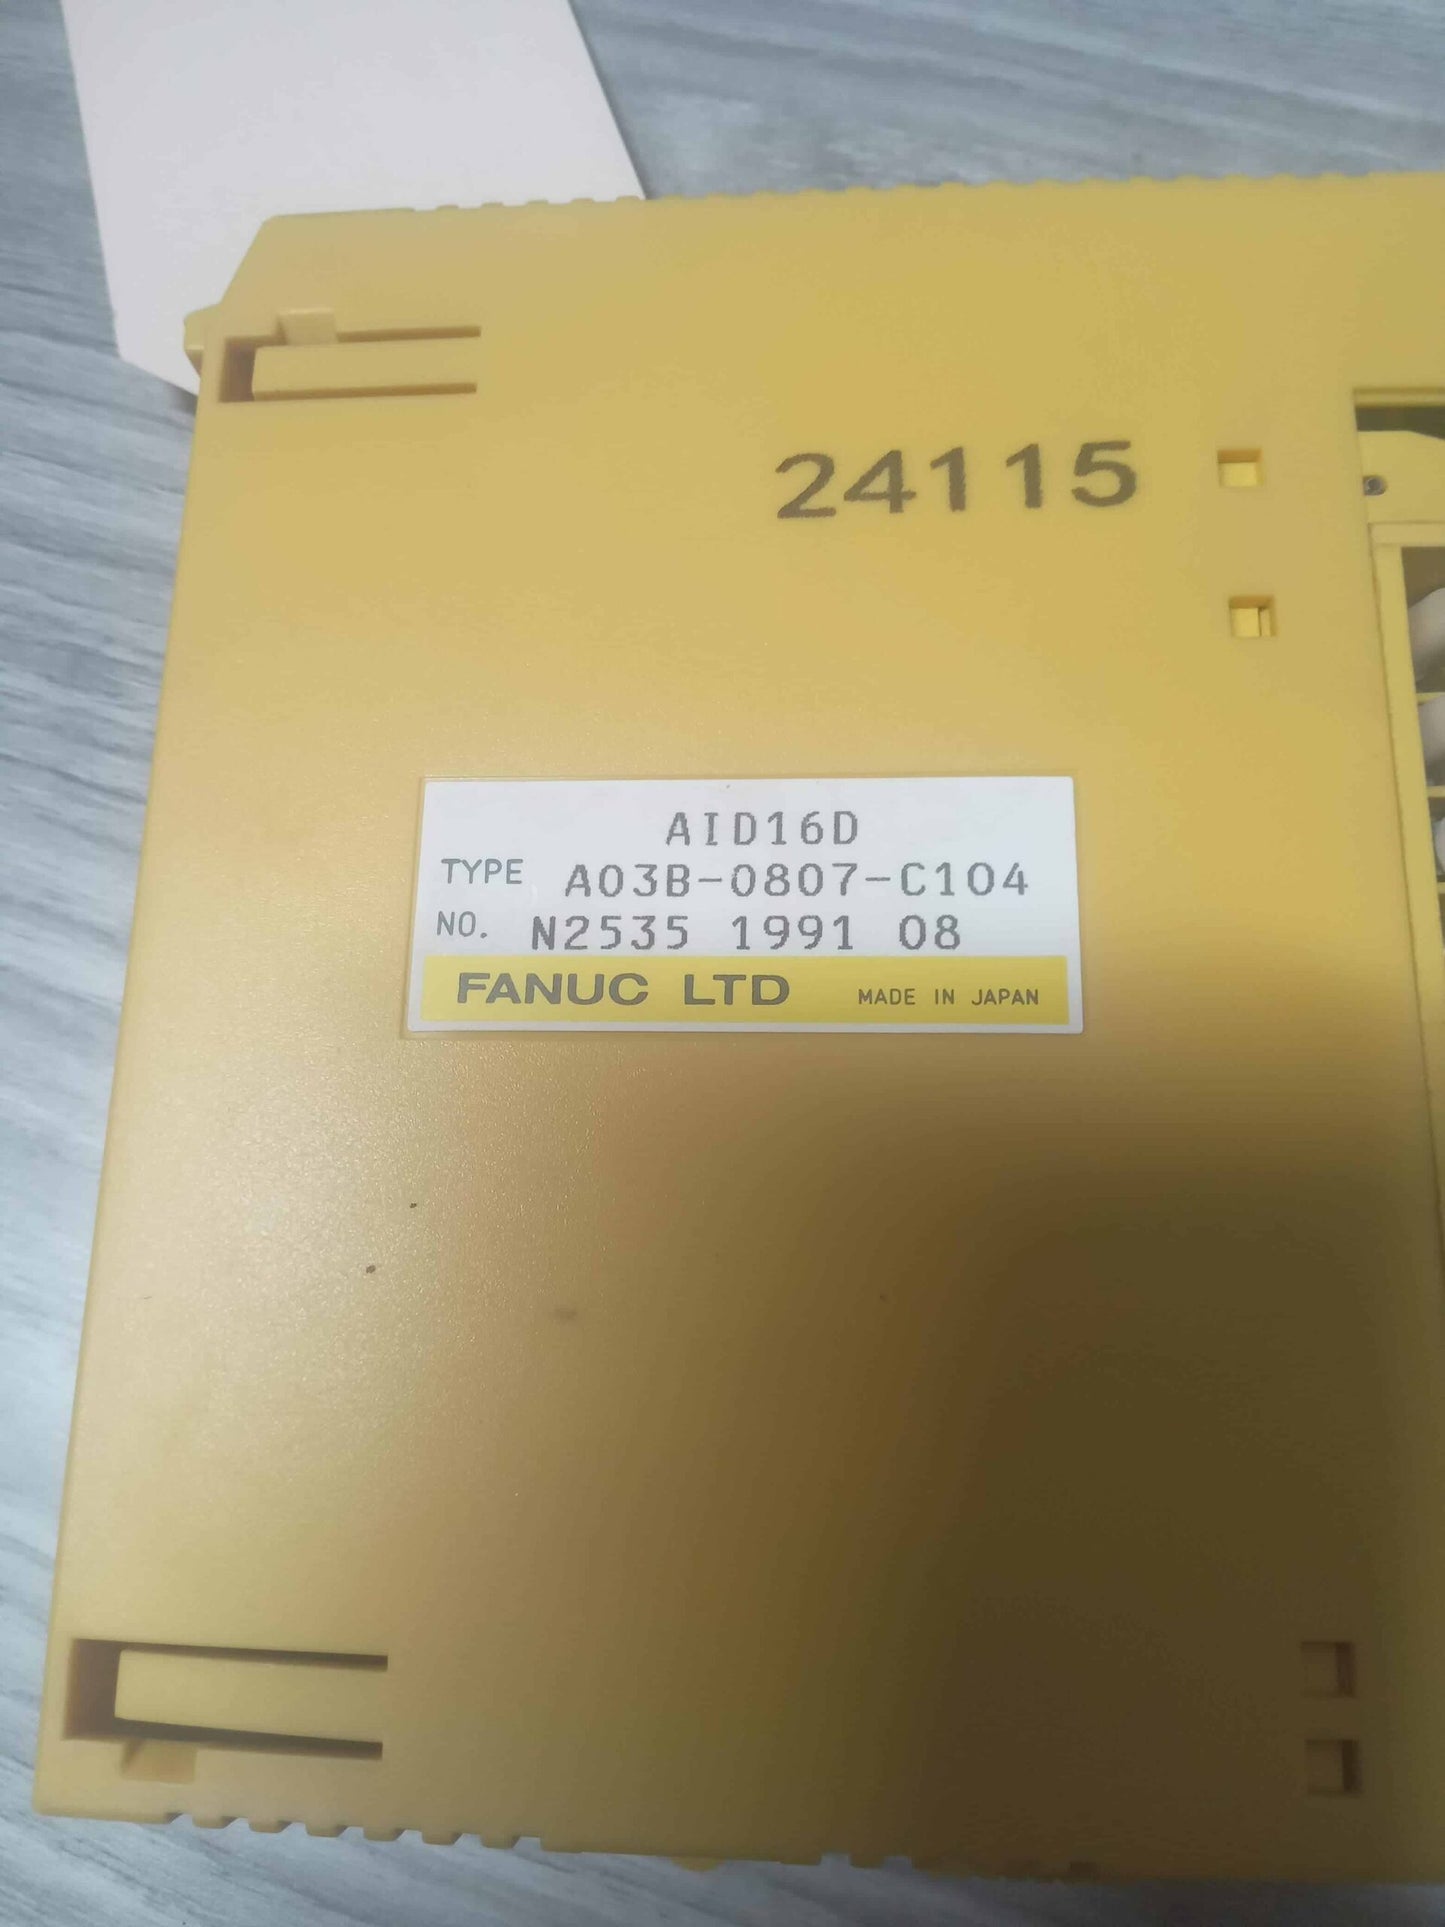 24115
AID16D
TYPE A03B-0807-C104
NO. N2535 1991 08
FANUC LTD MADE IN JAPAN